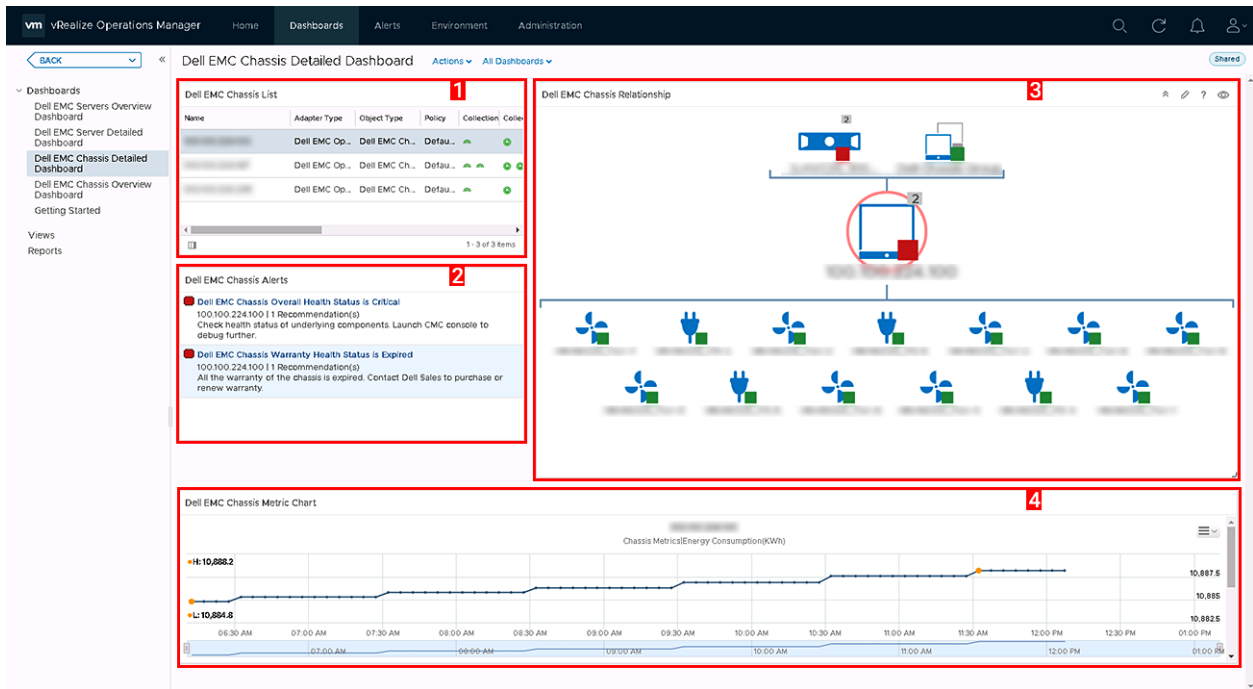 vm vRealize Operations Manager Home Dashboards Alerts Environment Administration
BACK
Dell EMC Chassis Detailed Dashboard Actions All Dashboards Shared
Dashboards
Dell EMC Servers Overview
Dashboard
Dell EMC Server Detailed
Dashboard
Dell EMC Chassis Detailed
Dashboard
Dell EMC Chassis Overview
Dashboard
Getting Started
Views
Reports
Dell EMC Chassis List 1
Name Adapter Type Object Type Policy Collection Colle
Dell EMC Op... Dell EMC Ch... Defau...
Dell EMC Op... Dell EMC Ch... Defau...
Dell EMC Op... Dell EMC Ch... Defau...
1 - 3 of 3 items
Dell EMC Chassis Alerts 2
Dell EMC Chassis Overall Health Status is Critical
100.100.224.100 | 1 Recommendation(s)
Check health status of underlying components. Launch CMC console to
debug further.
Dell EMC Chassis Warranty Health Status is Expired
100.100.224.100 | 1 Recommendation(s)
All the warranty of the chassis is expired. Contact Dell Sales to purchase or
renew warranty.
Dell EMC Chassis Relationship 3
?
2
2
Dell EMC Chassis Metric Chart 4
Chassis Metrics|Energy Consumption(KWh)
H: 10,888.2
10,887.5
10,885
L: 10,884.8
10,882.5
06:30 AM 07:00 AM 07:30 AM 08:00 AM 08:30 AM 09:00 AM 09:30 AM 10:00 AM 10:30 AM 11:00 AM 11:30 AM 12:00 PM 12:30 PM 01:00 PM
07:00 AM 08:00 AM 09:00 AM 10:00 AM 11:00 AM 12:00 PM 01:00 PM